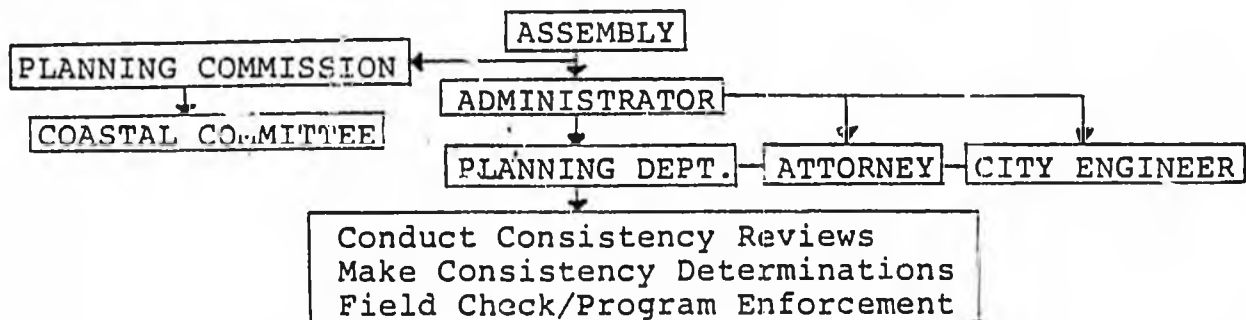 ASSEMBLY
PLANNING COMMISSION
ADMINISTRATOR
COASTAL COMMITTEE
PLANNING DEPT. ATTORNEY CITY ENGINEER
Conduct Consistency Reviews
Make Consistency Determinations
Field Check/Program Enforcement